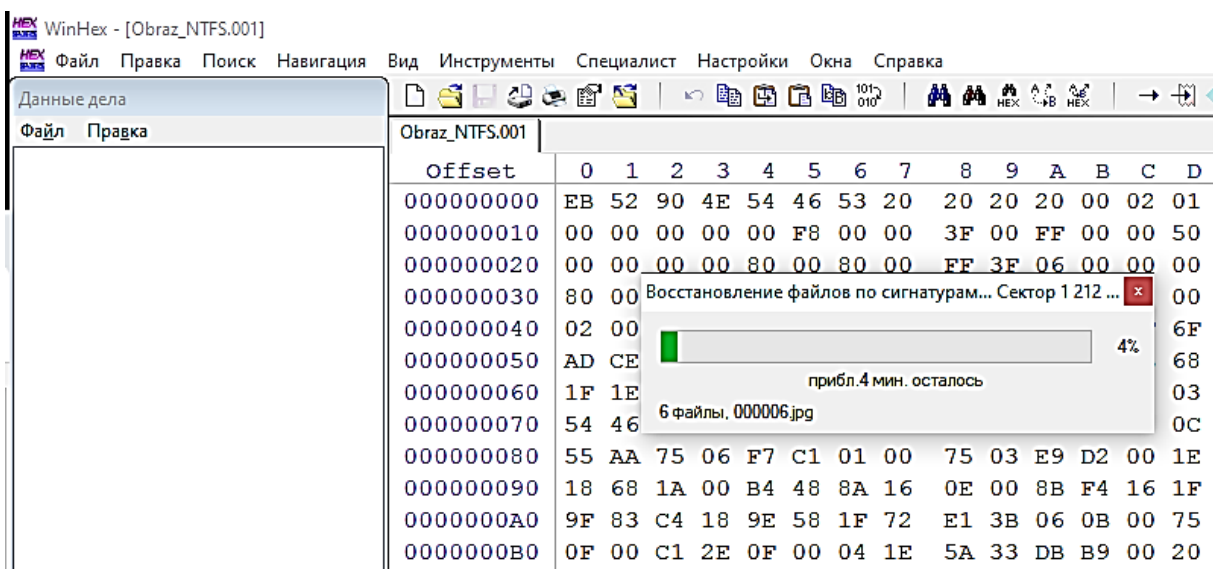 WinHex - [Obraz_NTFS.001]
Файл Правка Поиск Навигация Вид Инструменты Специалист Настройки Окна Справка
Данные дела
Файл Правка
Obraz_NTFS.001
Offset 0 1 2 3 4 5 6 7 8 9 A B C D
000000000 EB 52 90 4E 54 46 53 20 20 20 20 00 02 01
000000010 00 00 00 00 00 F8 00 00 3F 00 FF 00 00 50
000000020 00 00 00 00 80 00 80 00 FF 3F 06 00 00 00
000000030 80 00 00
000000040 02 00 6F
000000050 AD CE 68
000000060 1F 1E 03
000000070 54 46 0C
000000080 55 AA 75 06 F7 C1 01 00 75 03 E9 D2 00 1E
000000090 18 68 1A 00 B4 48 8A 16 0E 00 8B F4 16 1F
0000000A0 9F 83 C4 18 9E 58 1F 72 E1 3B 06 0B 00 75
0000000B0 0F 00 C1 2E 0F 00 04 1E 5A 33 DB B9 00 20
Восстановление файлов по сигнатурам... Сектор 1 212 ...
4%
прибл.4 мин. осталось
6 файлы, 000006.jpg